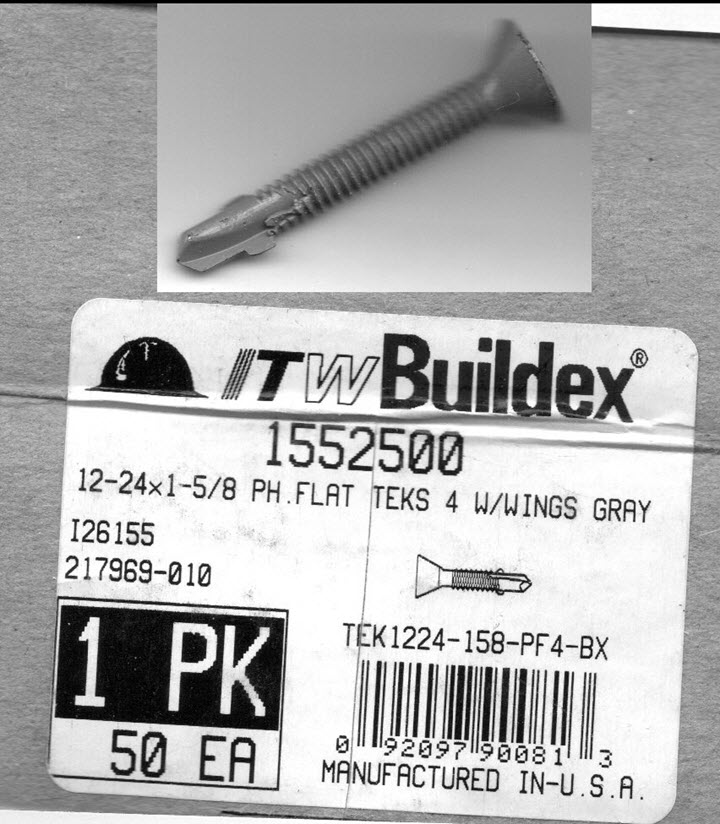 ITW Buildex®
1552500
12-24x1-5/8 PH.FLAT TEKS 4 W/WINGS GRAY
I26155
217969-010
TEK1224-158-PF4-BX
1 PK
50 EA
0 92097 90081 3
MANUFACTURED IN-U.S.A.